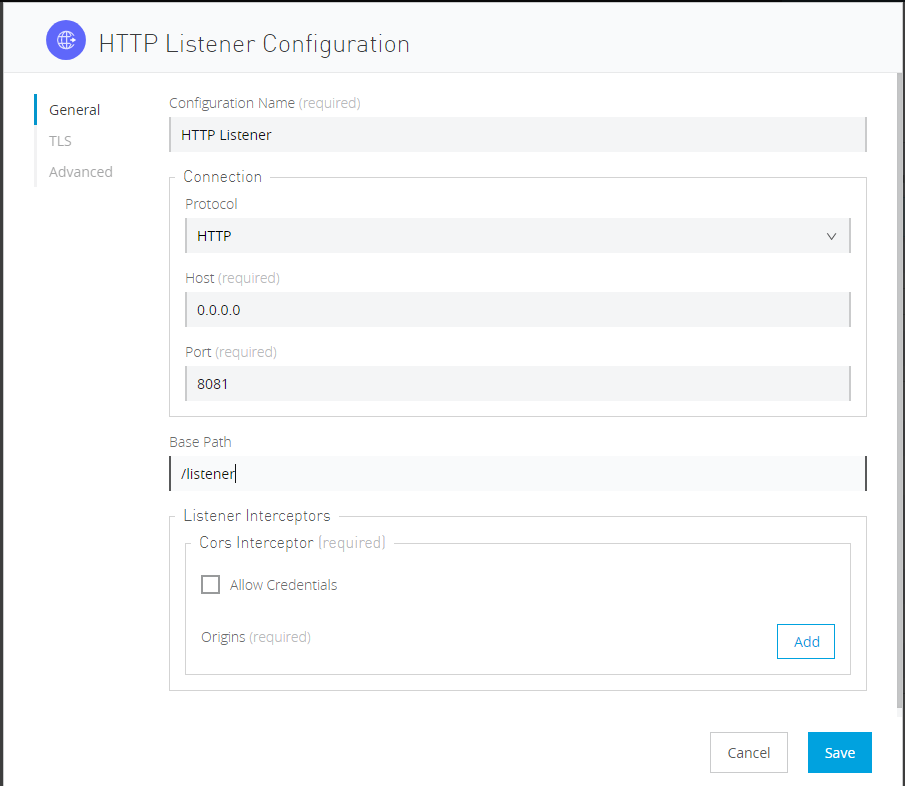 HTTP Listener Configuration
General
TLS
Advanced
Configuration Name (required)
HTTP Listener
Connection
Protocol
HTTP
Host (required)
0.0.0.0
Port (required)
8081
Base Path
/listener
Listener Interceptors
Cors Interceptor (required)
Allow Credentials
Origins (required)
Add
Cancel
Save